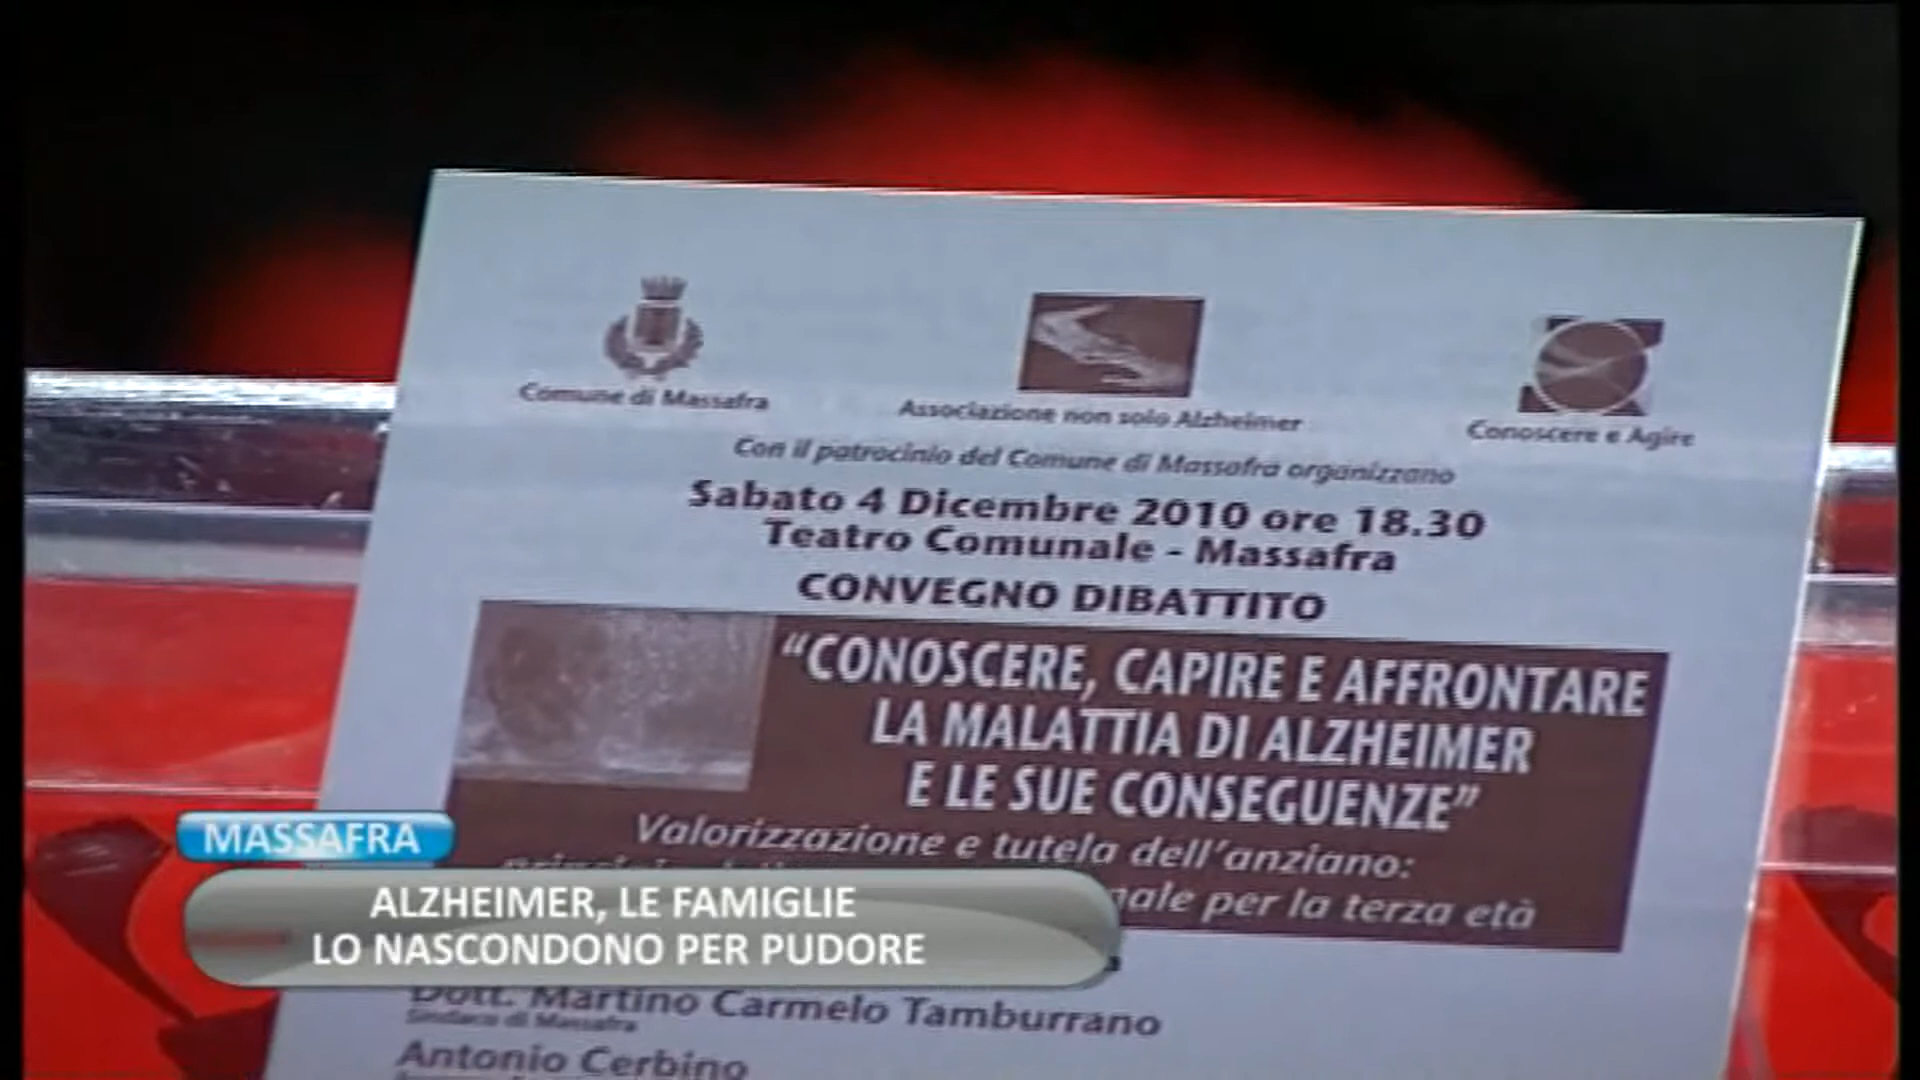 Comune di Massafra
Associazione non solo Alzheimer
Conoscere e Agire
Con il patrocinio del Comune di Massafra organizzano
Sabato 4 Dicembre 2010 ore 18.30
Teatro Comunale - Massafra
CONVEGNO DIBATTITO
“CONOSCERE, CAPIRE E AFFRONTARE
LA MALATTIA DI ALZHEIMER
E LE SUE CONSEGUENZE”
Valorizzazione e tutela dell’anziano:
per la terza età
MASSAFRA
ALZHEIMER, LE FAMIGLIE
LO NASCONDONO PER PUDORE
Dott. Martino Carmelo Tamburrano
Sindaco di Massafra
Antonio Cerbino